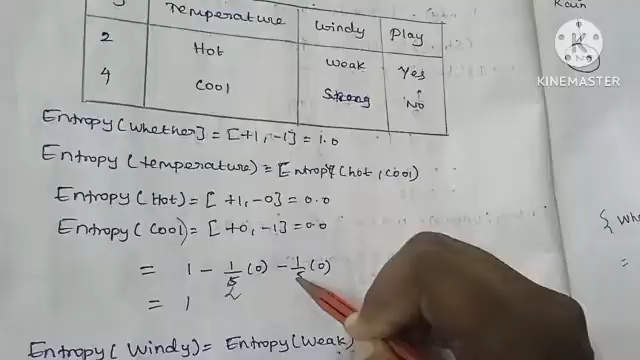 Rain
Temperature Windy Play
2 Hot Weak Yes
4 Cool Strong No
KINEMASTER
Entropy (Whether) = [+1, -1] = 1.0
Entropy (temperature) = [Entropy (hot, cool)
Entropy (Hot) = [+1, -0] = 0.0
Entropy (Cool) = [+0, -1] = 0.0
= 1 - 1/2 (0) - 1/5 (0)
= 1
Entropy (Windy) = Entropy (Weak)